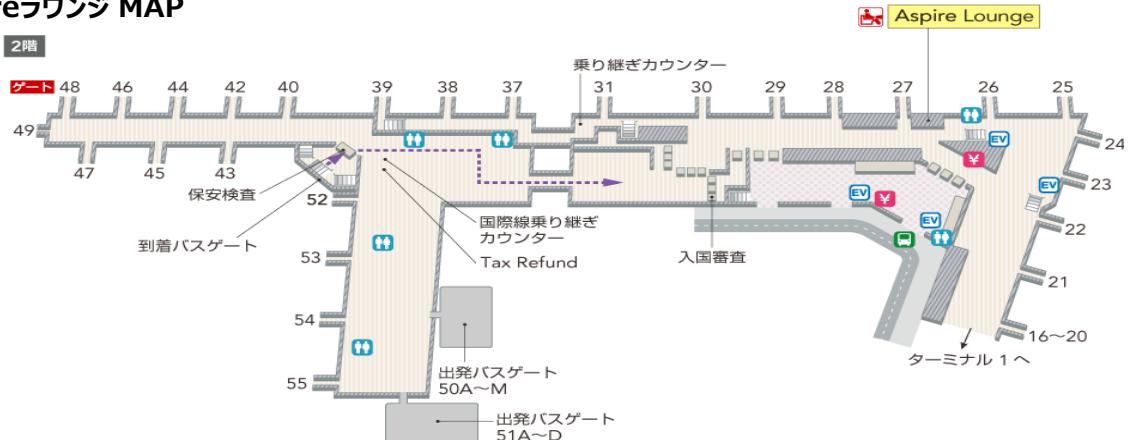 eラウンジ MAP
Aspire Lounge
2階
乗り継ぎカウンター
ゲート 48 46 44 42 40 39 38 37 31 30 29 28 27 26 25
49
24
EV
¥
47 45 43
保安検査
52
EV
23
EV
¥
到着バスゲート
国際線乗り継ぎ
カウンター
EV
22
入国審査
53
Tax Refund
21
54
16〜20
ターミナル 1 へ
出発バスゲート
50A〜M
55
出発バスゲート
51A〜D